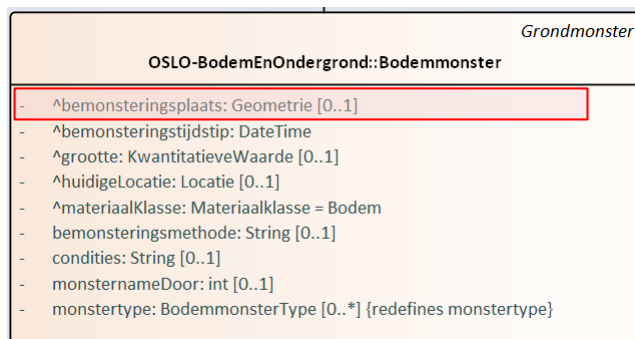 Grondmonster
OSLO-BodemEnOndergrond::Bodemmonster
- ^bemonsteringsplaats: Geometrie [0..1]
- ^bemonsteringstijdstip: DateTime
- ^grootte: KwantitatieveWaarde [0..1]
- ^huidigeLocatie: Locatie [0..1]
- ^materiaalKlasse: Materiaalklasse = Bodem
- bemonsteringsmethode: String [0..1]
- condities: String [0..1]
- monsternameDoor: int [0..1]
- monstertype: BodemmonsterType [0..*] {redefines monstertype}